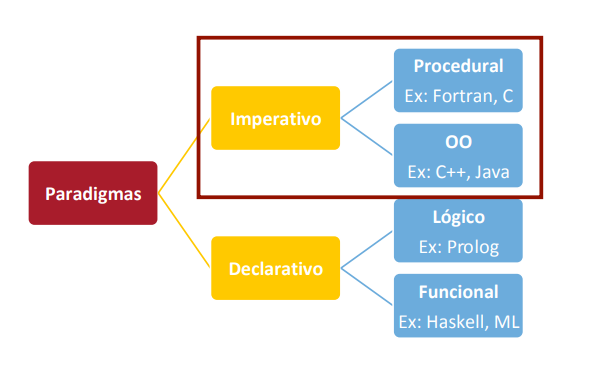 Paradigmas
Imperativo
Procedural
Ex: Fortran, C
OO
Ex: C++, Java
Declarativo
Lógico
Ex: Prolog
Funcional
Ex: Haskell, ML